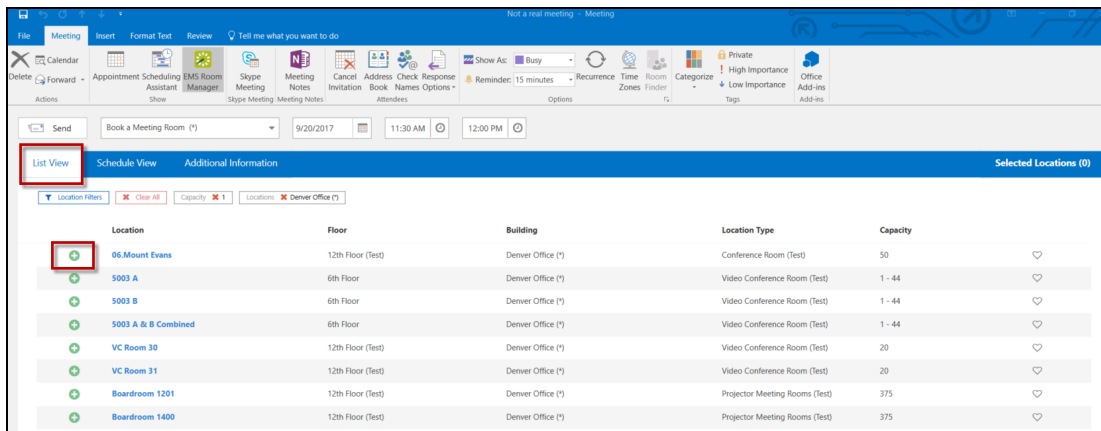 Not a real meeting - Meeting
File Meeting Insert Format Text Review Tell me what you want to do
Delete
Calendar
Forward
Actions
Appointment Scheduling Assistant EMS Room Manager
Show
Skype Meeting
Skype Meeting
Meeting Notes
Meeting Notes
Cancel Invitation Address Book Check Names Response Options
Attendees
Show As: Busy
Reminder: 15 minutes
Recurrence Time Zones Room Finder
Options
Categorize
Private
High Importance
Low Importance
Tags
Office Add-ins
Add-ins
Send Book a Meeting Room (*) 9/20/2017 11:30 AM 12:00 PM
List View Schedule View Additional Information Selected Locations (0)
Location Filters Clear All Capacity 1 Locations Denver Office (*)
Location Floor Building Location Type Capacity
06.Mount Evans 12th Floor (Test) Denver Office (*) Conference Room (Test) 50
5003 A 6th Floor Denver Office (*) Video Conference Room (Test) 1 - 44
5003 B 6th Floor Denver Office (*) Video Conference Room (Test) 1 - 44
5003 A & B Combined 6th Floor Denver Office (*) Video Conference Room (Test) 1 - 44
VC Room 30 12th Floor (Test) Denver Office (*) Video Conference Room (Test) 20
VC Room 31 12th Floor (Test) Denver Office (*) Video Conference Room (Test) 20
Boardroom 1201 12th Floor (Test) Denver Office (*) Projector Meeting Rooms (Test) 375
Boardroom 1400 12th Floor (Test) Denver Office (*) Projector Meeting Rooms (Test) 375